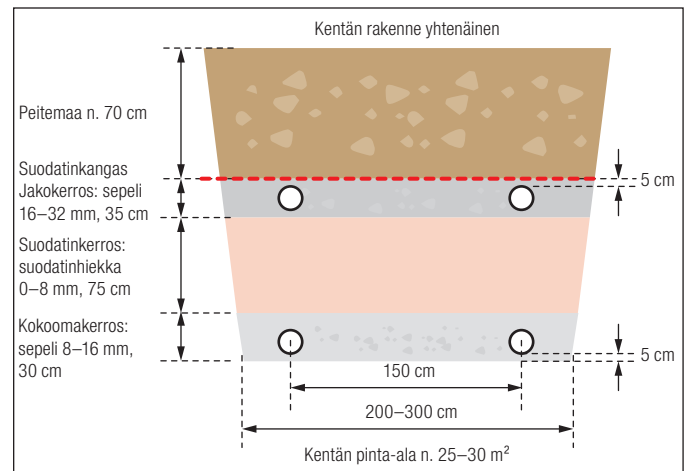 Kentän rakenne yhtenäinen
Peitemaa n. 70 cm
Suodatinkangas
Jakokerros: sepeli
16–32 mm, 35 cm
5 cm
Suodatinkerros:
suodatinhiekka
0–8 mm, 75 cm
Kokoomakerros:
sepeli 8–16 mm,
30 cm
5 cm
150 cm
200–300 cm
Kentän pinta-ala n. 25–30 m²